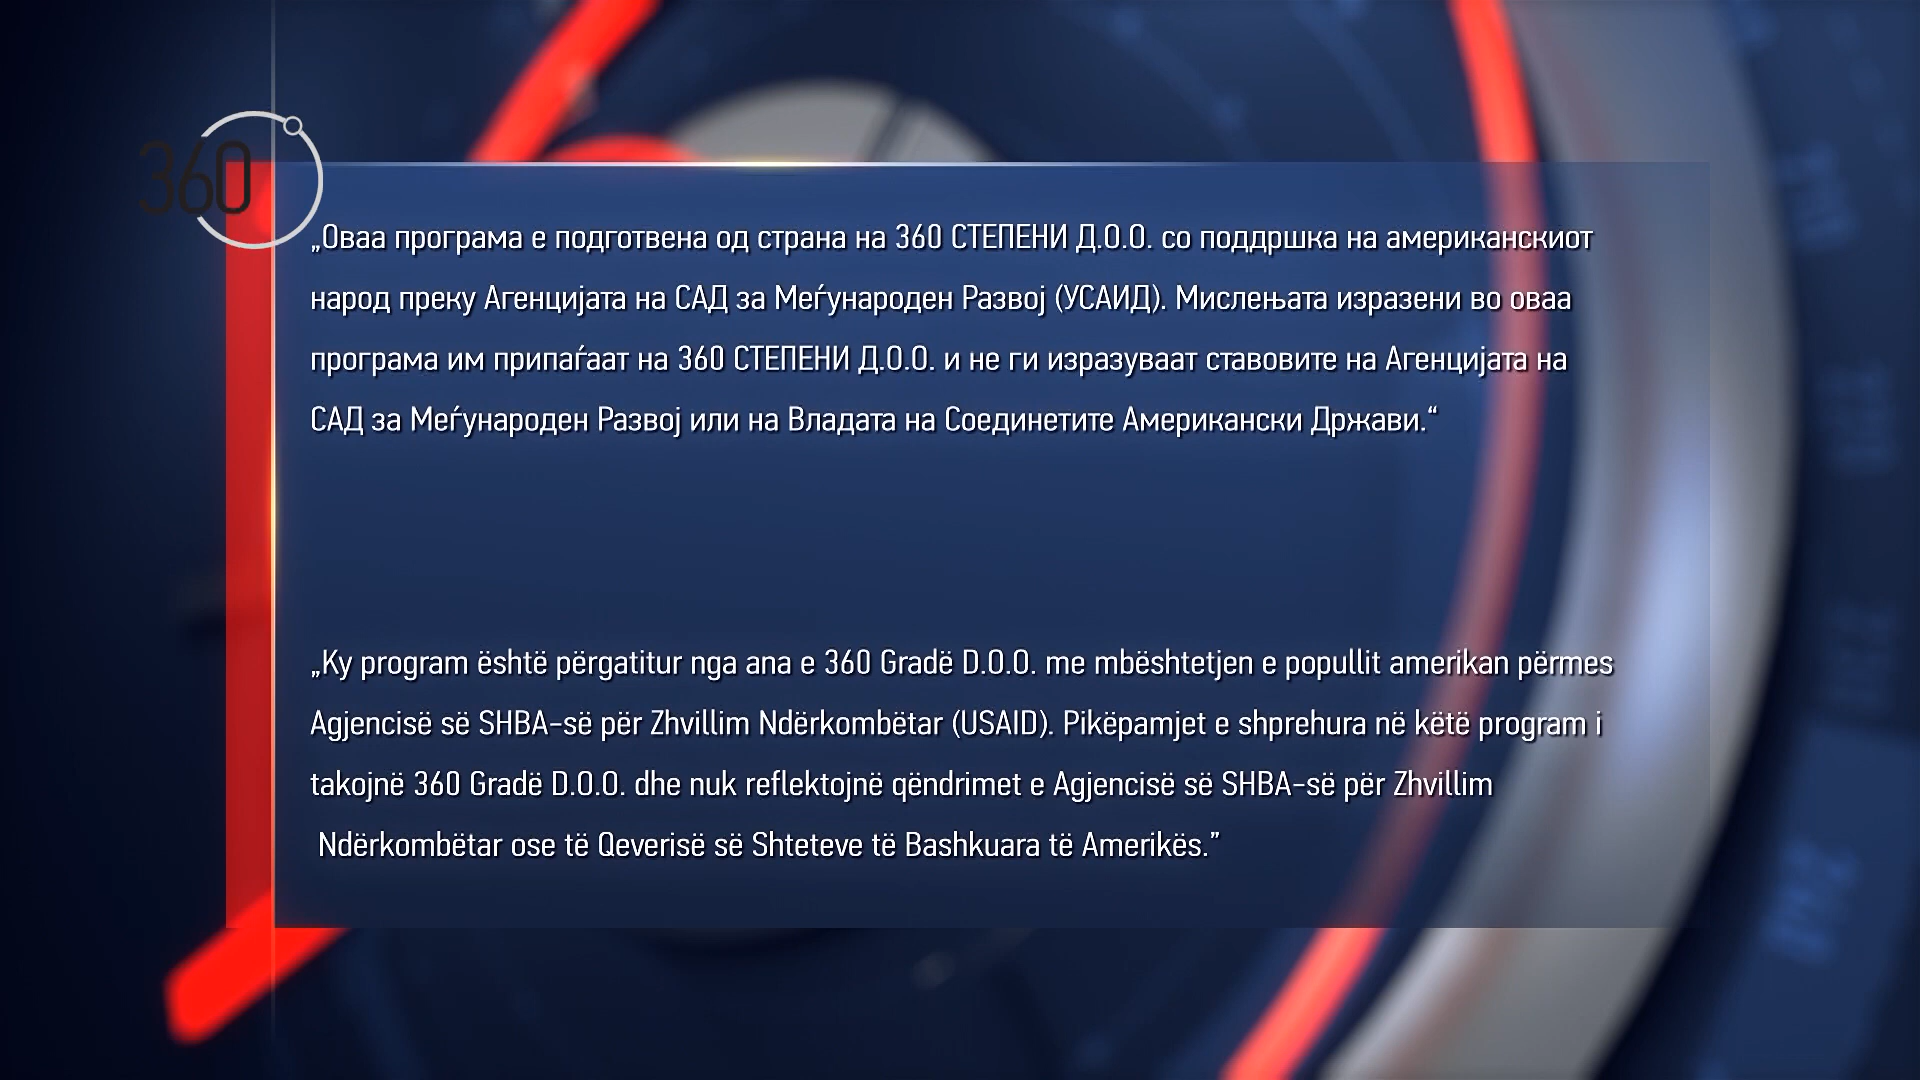 360
„Оваа програма е подготвена од страна на 360 СТЕПЕНИ Д.О.О. со поддршка на американскиот
народ преку Агенцијата на САД за Меѓународен Развој (УСАИД). Мислењата изразени во оваа
програма им припаѓаат на 360 СТЕПЕНИ Д.О.О. и не ги изразуваат ставовите на Агенцијата на
САД за Меѓународен Развој или на Владата на Соединетите Американски Држави.“
„Ky program është përgatitur nga ana e 360 Gradë D.O.O. me mbështetjen e popullit amerikan përmes
Agjencisë së SHBA-së për Zhvillim Ndërkombëtar (USAID). Pikëpamjet e shprehura në këtë program i
takojnë 360 Gradë D.O.O. dhe nuk reflektojnë qëndrimet e Agjencisë së SHBA-së për Zhvillim
Ndërkombëtar ose të Qeverisë së Shteteve të Bashkuara të Amerikës.”